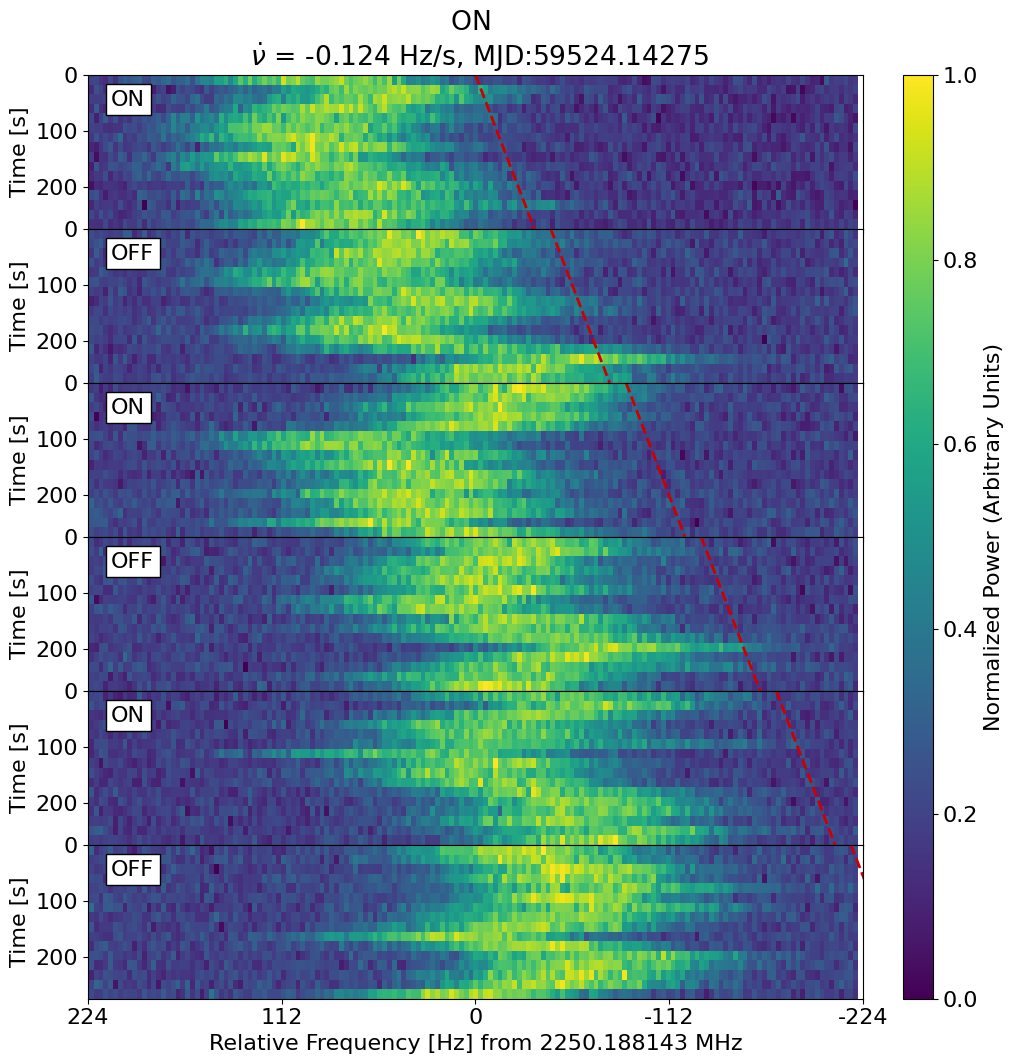 ON
ν̇ = -0.124 Hz/s, MJD:59524.14275
0
100
200
Time [s]
ON
0
100
200
Time [s]
OFF
0
100
200
Time [s]
ON
0
100
200
Time [s]
OFF
0
100
200
Time [s]
ON
0
100
200
Time [s]
OFF
224 112 0 -112 -224
Relative Frequency [Hz] from 2250.188143 MHz
1.0
0.8
0.6
0.4
0.2
0.0
Normalized Power (Arbitrary Units)